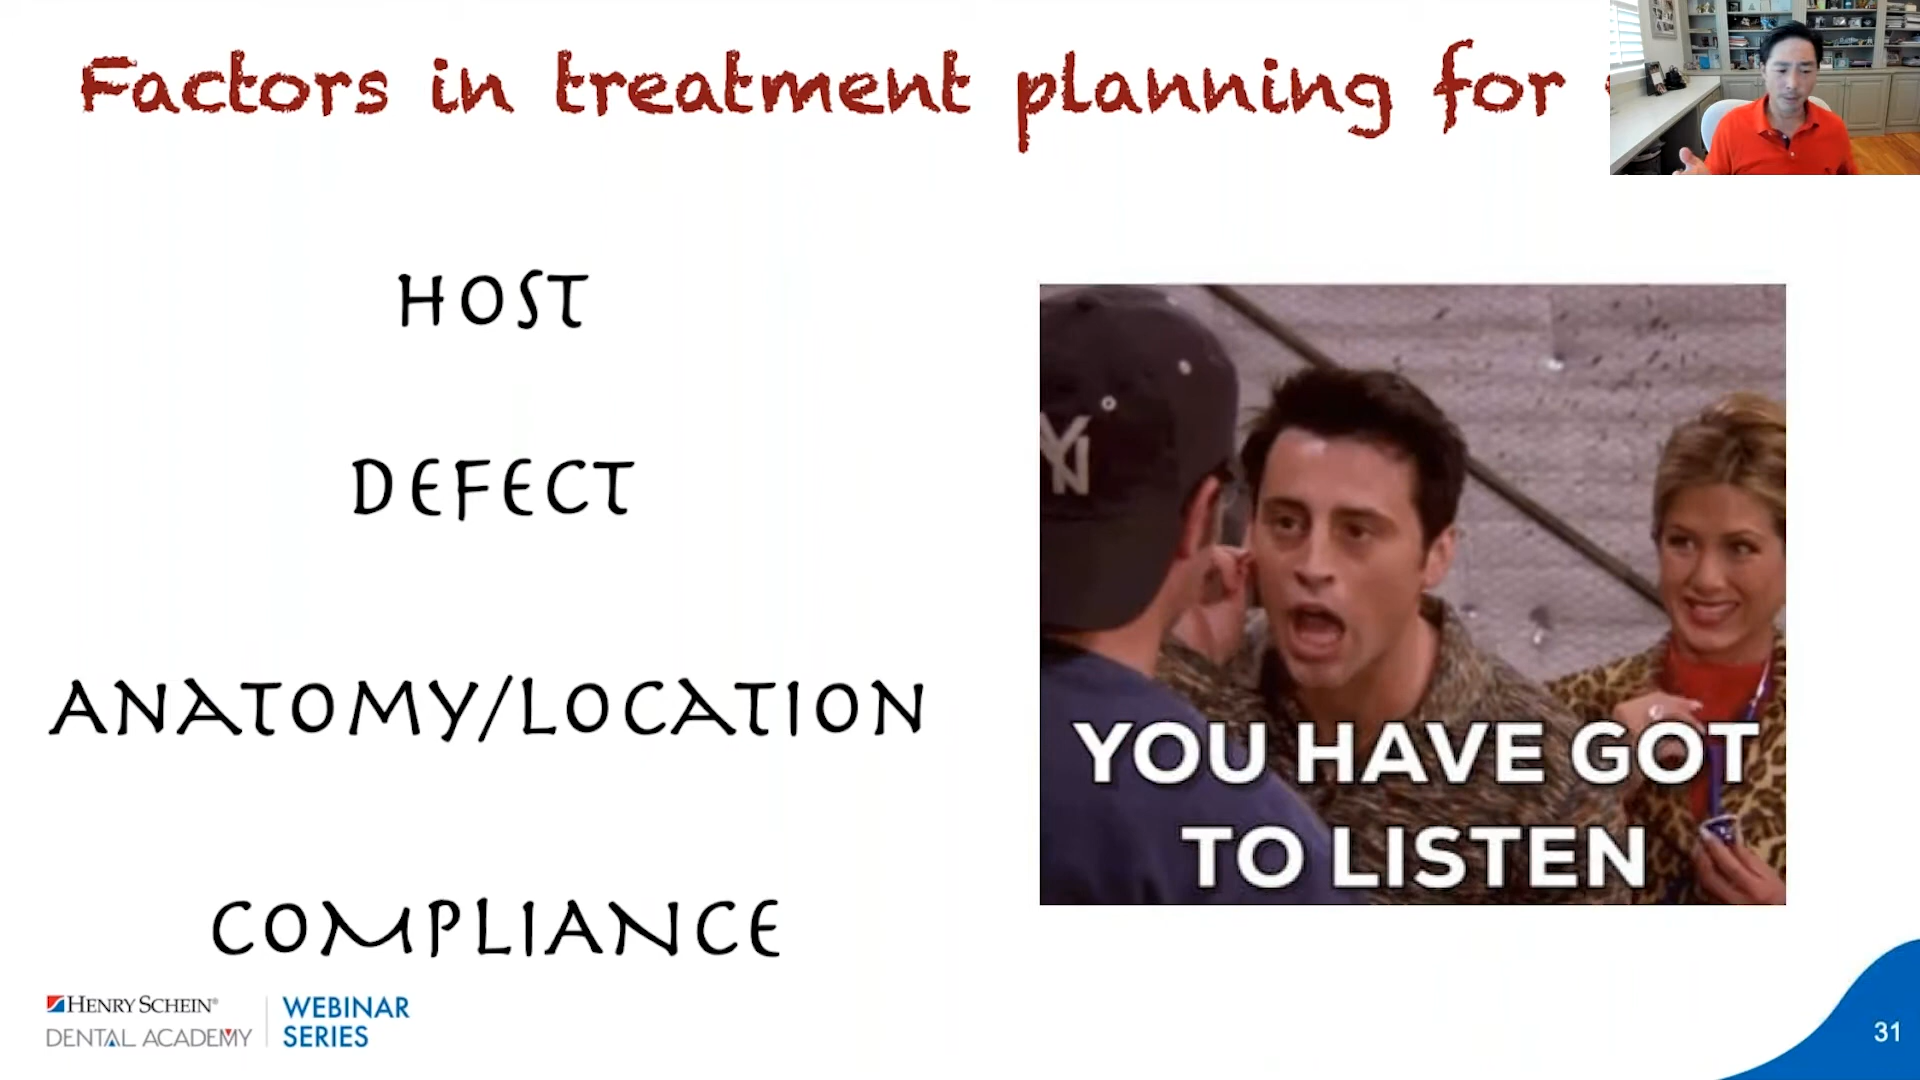 Factors in treatment planning for
HOST
DEFECT
ANATOMY/LOCATION
COMPLIANCE
NY
YOU HAVE GOT
TO LISTEN
HENRY SCHEIN®
DENTAL ACADEMY
WEBINAR
SERIES
31